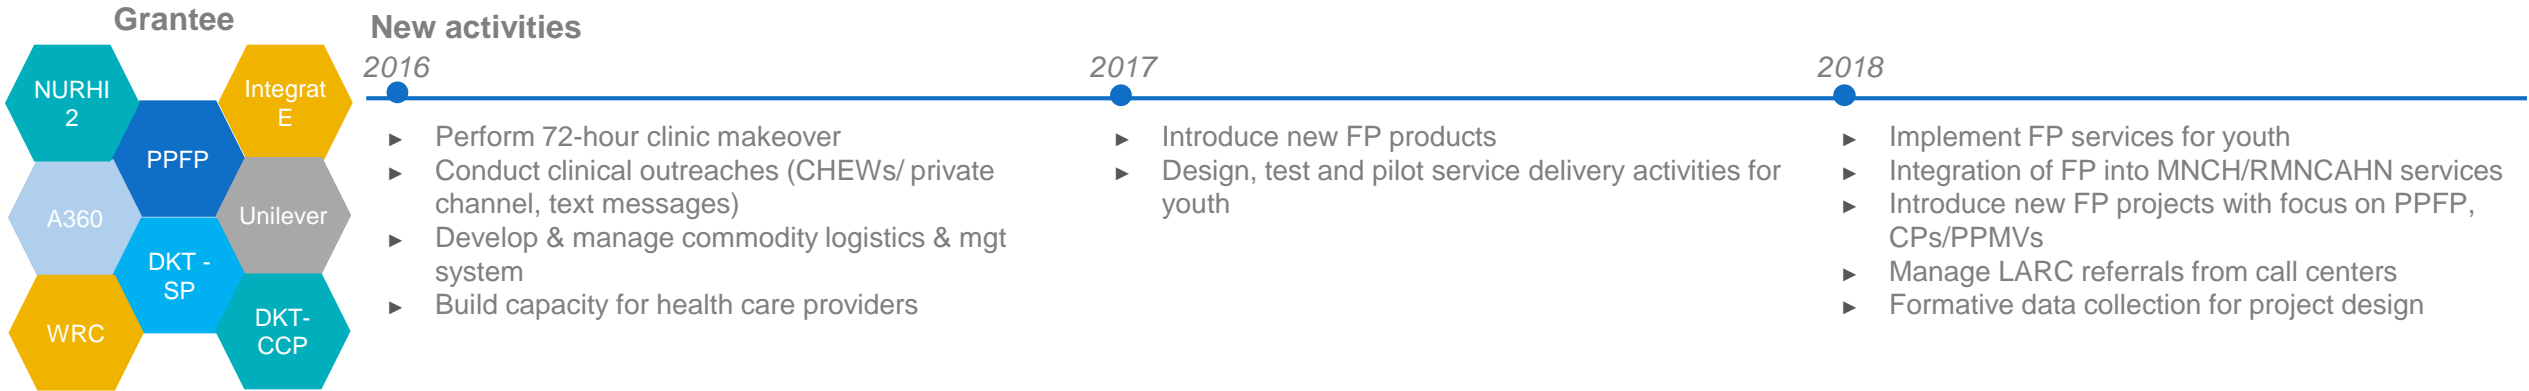 Grantee
NURHI
2
Integrat
E
PPFP
A360
Unilever
DKT -
SP
WRC
DKT-
CCP
New activities
2016
► Perform 72-hour clinic makeover
► Conduct clinical outreaches (CHEWs/ private
channel, text messages)
► Develop & manage commodity logistics & mgt
system
► Build capacity for health care providers
2017
► Introduce new FP products
► Design, test and pilot service delivery activities for
youth
2018
► Implement FP services for youth
► Integration of FP into MNCH/RMNCAHN services
► Introduce new FP projects with focus on PPFP,
CPs/PPMVs
► Manage LARC referrals from call centers
► Formative data collection for project design